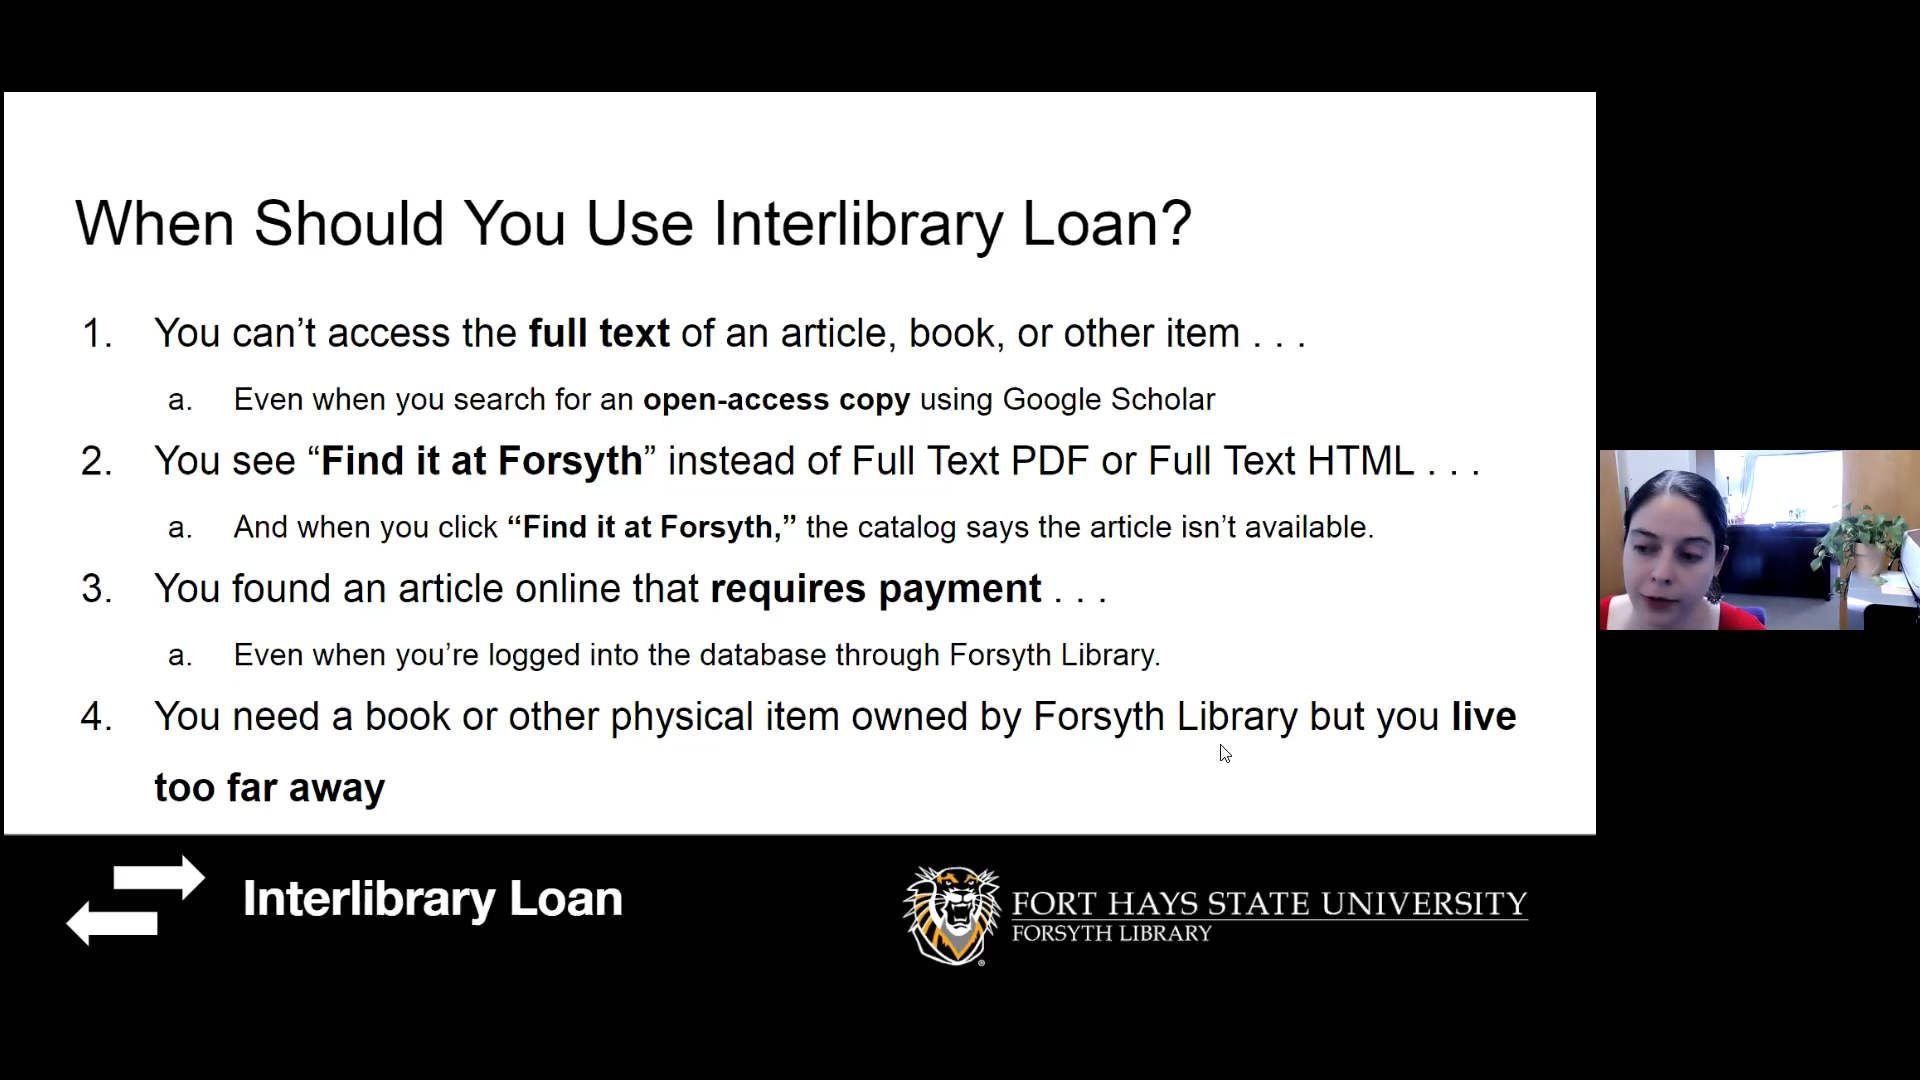 When Should You Use Interlibrary Loan?
1. You can’t access the full text of an article, book, or other item . . .
a. Even when you search for an open-access copy using Google Scholar
2. You see “Find it at Forsyth” instead of Full Text PDF or Full Text HTML . . .
a. And when you click “Find it at Forsyth,” the catalog says the article isn’t available.
3. You found an article online that requires payment . . .
a. Even when you’re logged into the database through Forsyth Library.
4. You need a book or other physical item owned by Forsyth Library but you live
too far away
Interlibrary Loan
FORT HAYS STATE UNIVERSITY
FORSYTH LIBRARY
®